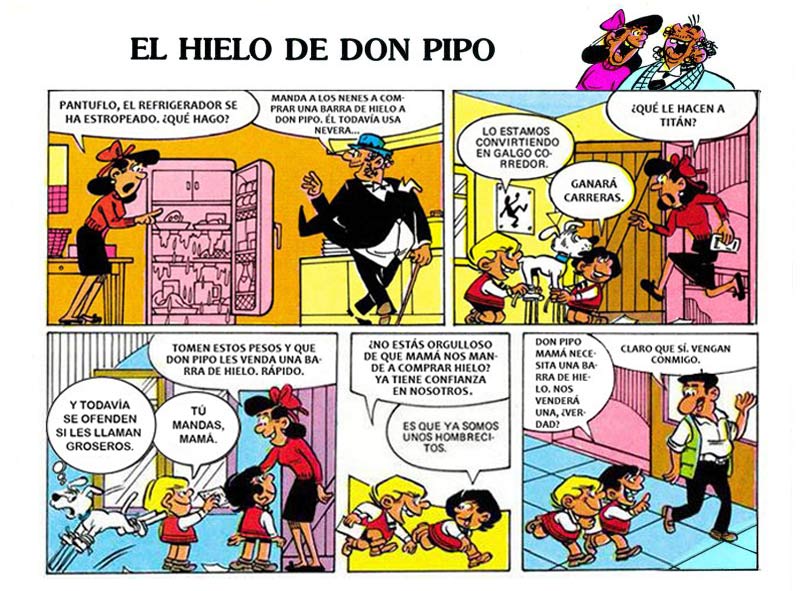 EL HIELO DE DON PIPO
PANTUFLO, EL REFRIGERADOR SE
HA ESTROPEADO. ¿QUÉ HAGO?
MANDA A LOS NENES A COM-
PRAR UNA BARRA DE HIELO A
DON PIPO. ÉL TODAVÍA USA
NEVERA...
LO ESTAMOS
CONVIRTIENDO
EN GALGO CO-
RREDOR.
GANARÁ
CARRERAS.
¿QUÉ LE HACEN A
TITÁN?
TOMEN ESTOS PESOS Y QUE
DON PIPO LES VENDA UNA BA-
RRA DE HIELO. RÁPIDO.
Y TODAVÍA
SE OFENDEN
SI LES LLAMAN
GROSEROS.
TÚ
MANDAS,
MAMÁ.
¿NO ESTÁS ORGULLOSO
DE QUE MAMÁ NOS MAN-
DE A COMPRAR HIELO?
YA TIENE CONFIANZA
EN NOSOTROS.
ES QUE YA SOMOS
UNOS HOMBRECI-
TOS.
DON PIPO
MAMÁ NECE-
SITA UNA BA-
RRA DE HIE-
LO. NOS
VENDERÁ
UNA, ¿VER-
DAD?
CLARO QUE SÍ. VENGAN
CONMIGO.